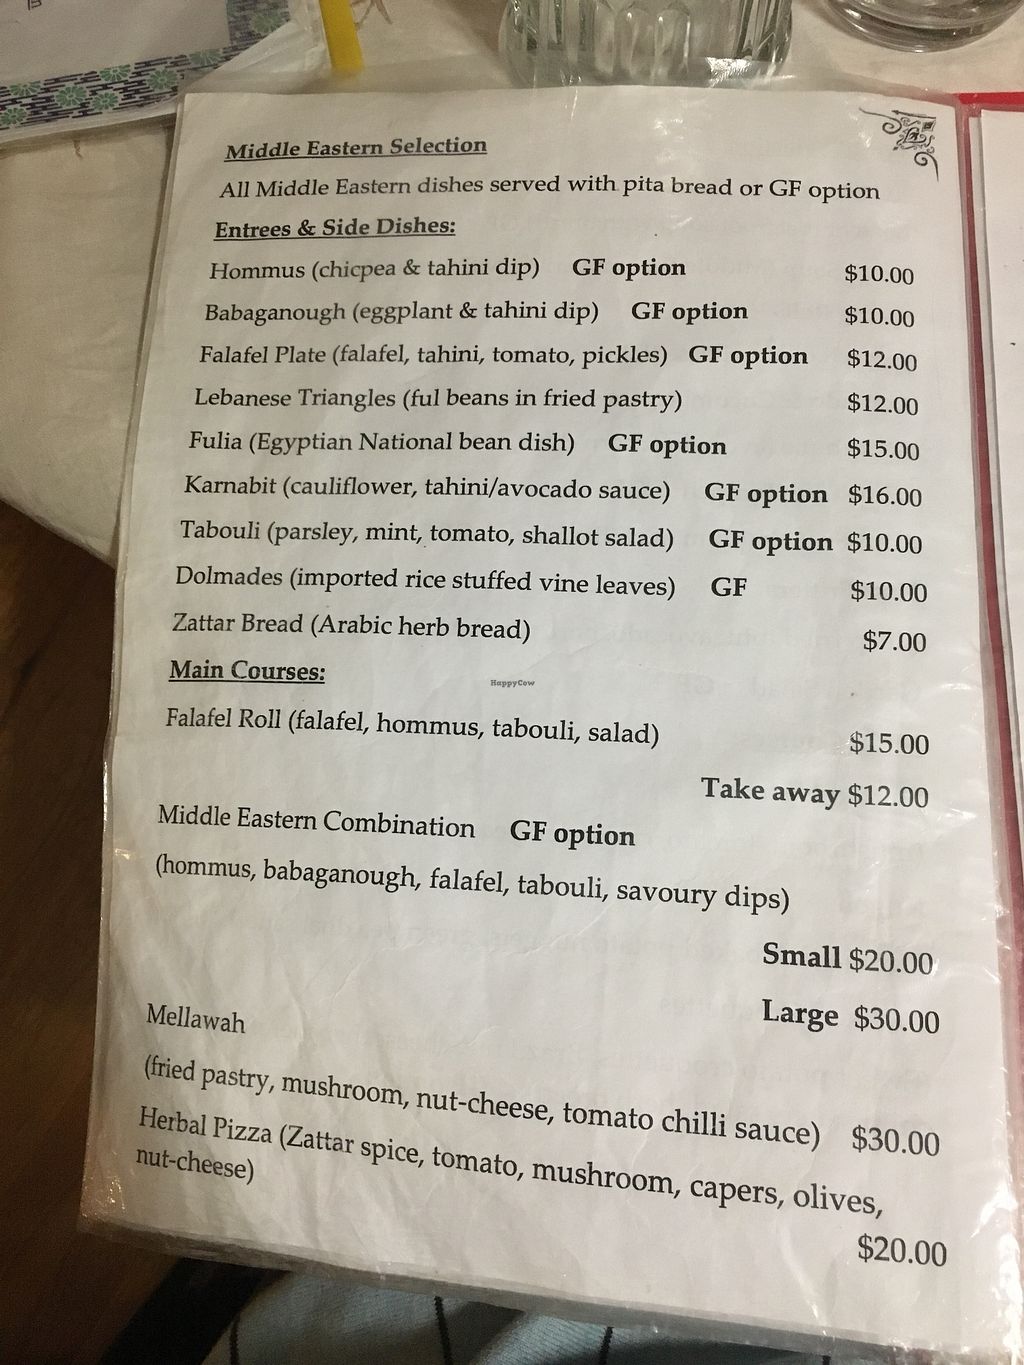 Middle Eastern Selection
All Middle Eastern dishes served with pita bread or GF option
Entrees & Side Dishes:
Hommus (chicpea & tahini dip) GF option $10.00
Babaganough (eggplant & tahini dip) GF option $10.00
Falafel Plate (falafel, tahini, tomato, pickles) GF option $12.00
Lebanese Triangles (ful beans in fried pastry) $12.00
Fulia (Egyptian National bean dish) GF option $15.00
Karnabit (cauliflower, tahini/avocado sauce) GF option $16.00
Tabouli (parsley, mint, tomato, shallot salad) GF option $10.00
Dolmades (imported rice stuffed vine leaves) GF $10.00
Zattar Bread (Arabic herb bread) $7.00
Main Courses:
HappyCow
Falafel Roll (falafel, hommus, tabouli, salad) $15.00
Take away $12.00
Middle Eastern Combination GF option
(hommus, babaganough, falafel, tabouli, savoury dips)
Small $20.00
Large $30.00
Mellawah
(fried pastry, mushroom, nut-cheese, tomato chilli sauce) $30.00
Herbal Pizza (Zattar spice, tomato, mushroom, capers, olives,
nut-cheese)
$20.00